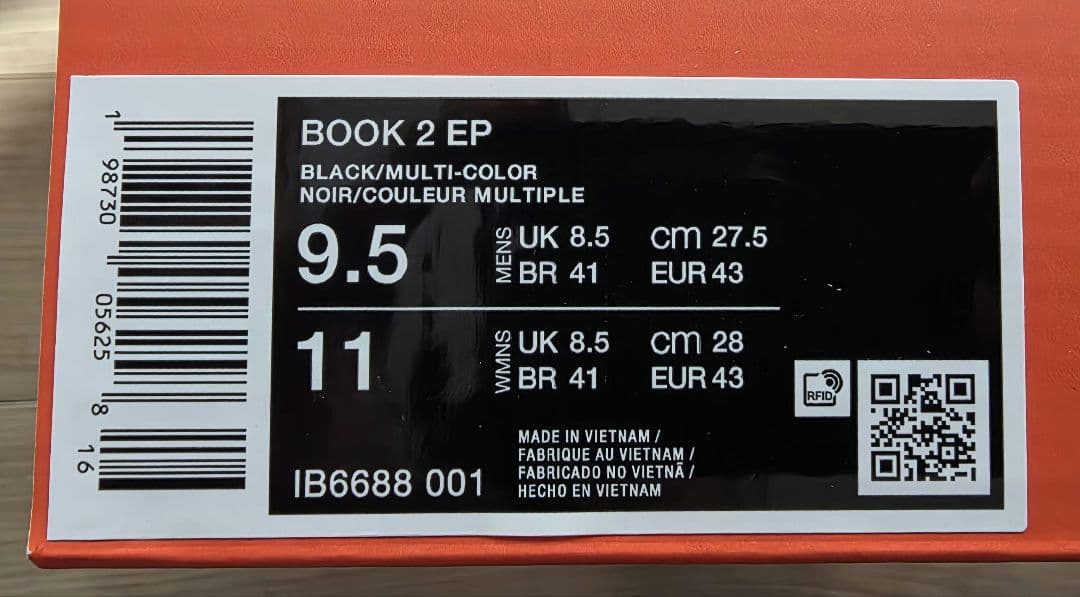 1 98730 05625 8
16
BOOK 2 EP
BLACK/MULTI-COLOR
NOIR/COULEUR MULTIPLE
9.5
MENS
UK 8.5 cm 27.5
BR 41 EUR 43
11
WMNS
UK 8.5 cm 28
BR 41 EUR 43
RFID
IB6688 001
MADE IN VIETNAM /
FABRIQUE AU VIETNAM /
FABRICADO NO VIETNÃ /
HECHO EN VIETNAM